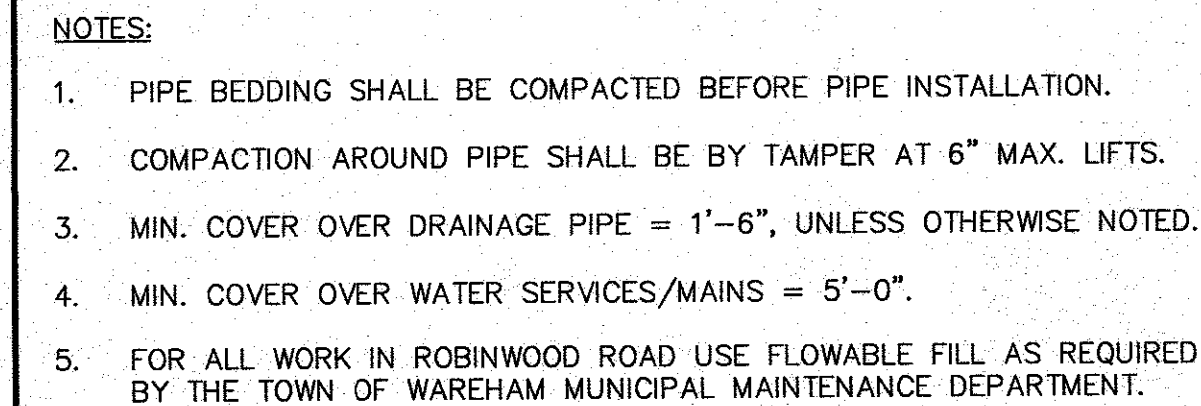 NOTES:
1. PIPE BEDDING SHALL BE COMPACTED BEFORE PIPE INSTALLATION.
2. COMPACTION AROUND PIPE SHALL BE BY TAMPER AT 6" MAX. LIFTS.
3. MIN. COVER OVER DRAINAGE PIPE = 1'-6", UNLESS OTHERWISE NOTED.
4. MIN. COVER OVER WATER SERVICES/MAINS = 5'-0".
5. FOR ALL WORK IN ROBINWOOD ROAD USE FLOWABLE FILL AS REQUIRED
BY THE TOWN OF WAREHAM MUNICIPAL MAINTENANCE DEPARTMENT.